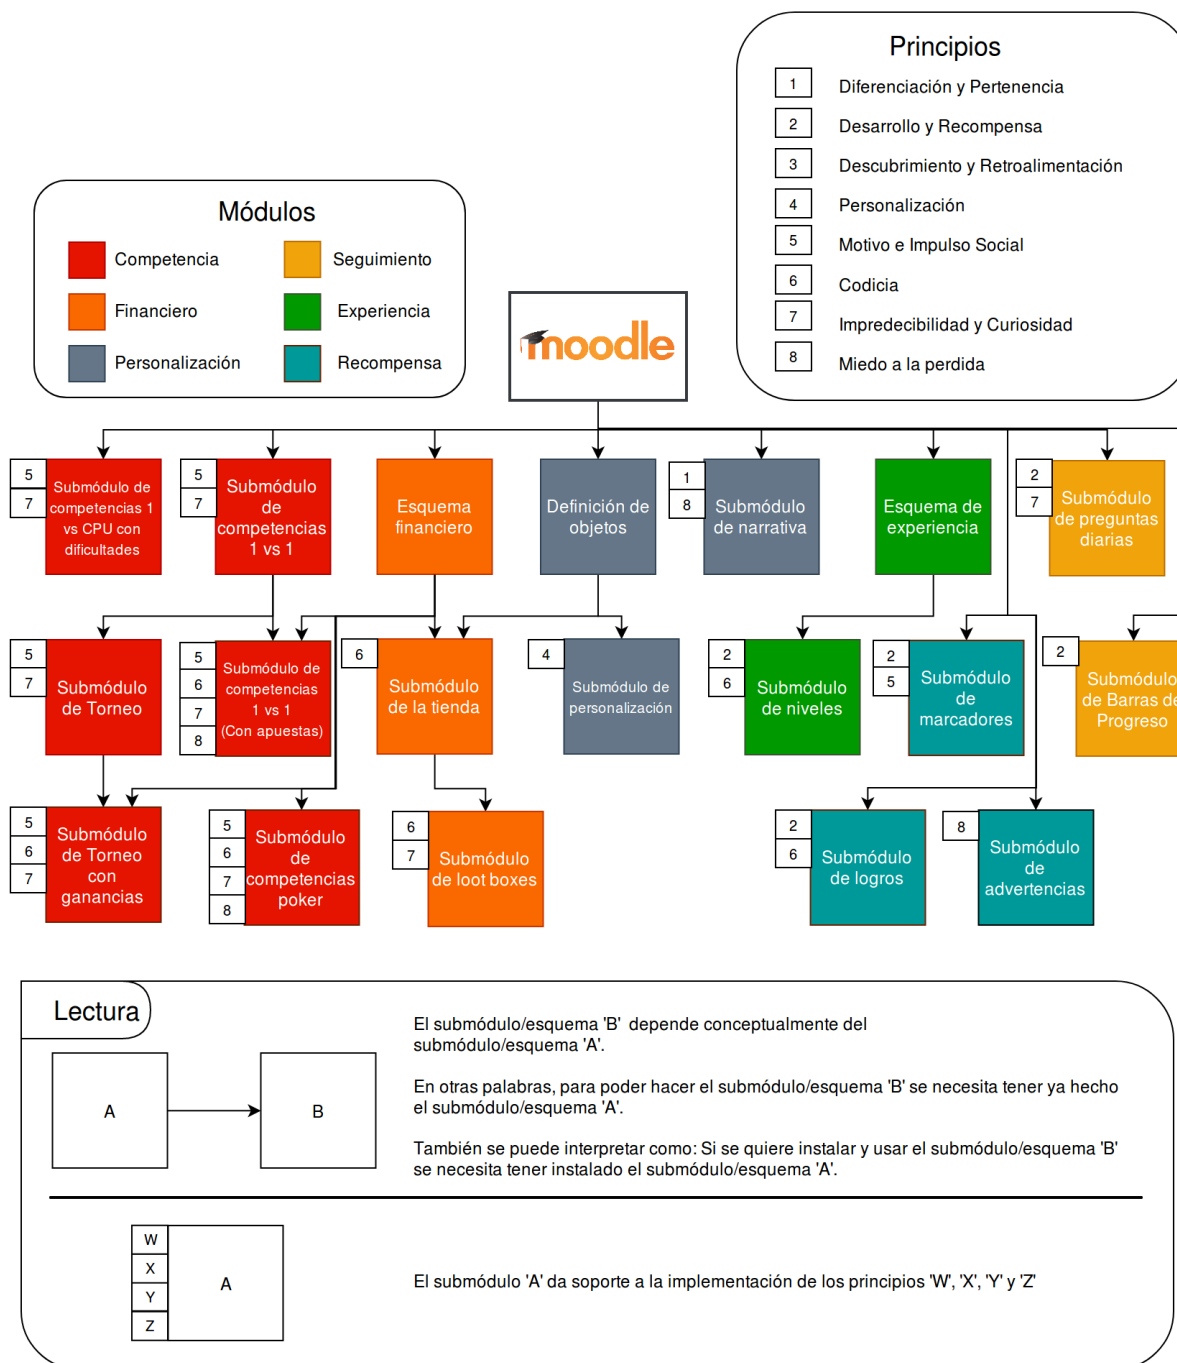 Principios
1 Diferenciación y Pertenencia
2 Desarrollo y Recompensa
3 Descubrimiento y Retroalimentación
4 Personalización
5 Motivo e Impulso Social
6 Codicia
7 Impredecibilidad y Curiosidad
8 Miedo a la perdida
Módulos
Competencia Seguimiento
Financiero Experiencia
Personalización Recompensa
moodle
5
7
Submódulo de
competencias 1
vs CPU con
dificultades
5
7
Submódulo
de
competencias
1 vs 1
Esquema
financiero
Definición de
objetos
1
8
Submódulo
de narrativa
Esquema de
experiencia
2
7
Submódulo
de preguntas
diarias
5
7
Submódulo
de Torneo
5
6
7
8
Submódulo de
competencias
1 vs 1
(Con apuestas)
6
Submódulo
de la tienda
4
Submódulo de
personalización
2
6
Submódulo
de niveles
2
5
Submódulo
de
marcadores
2
Submódulo
de Barras de
Progreso
5
6
7
Submódulo
de Torneo
con
ganancias
5
6
7
8
Submódulo
de
competencias
poker
6
7
Submódulo
de loot boxes
2
6
Submódulo
de logros
8
Submódulo
de
advertencias
Lectura
A
B
El submódulo/esquema 'B' depende conceptualmente del
submódulo/esquema 'A'.
En otras palabras, para poder hacer el submódulo/esquema 'B' se necesita tener ya hecho
el submódulo/esquema 'A'.
También se puede interpretar como: Si se quiere instalar y usar el submódulo/esquema 'B'
se necesita tener instalado el submódulo/esquema 'A'.
W
X
Y
Z
A
El submódulo 'A' da soporte a la implementación de los principios 'W', 'X', 'Y' y 'Z'